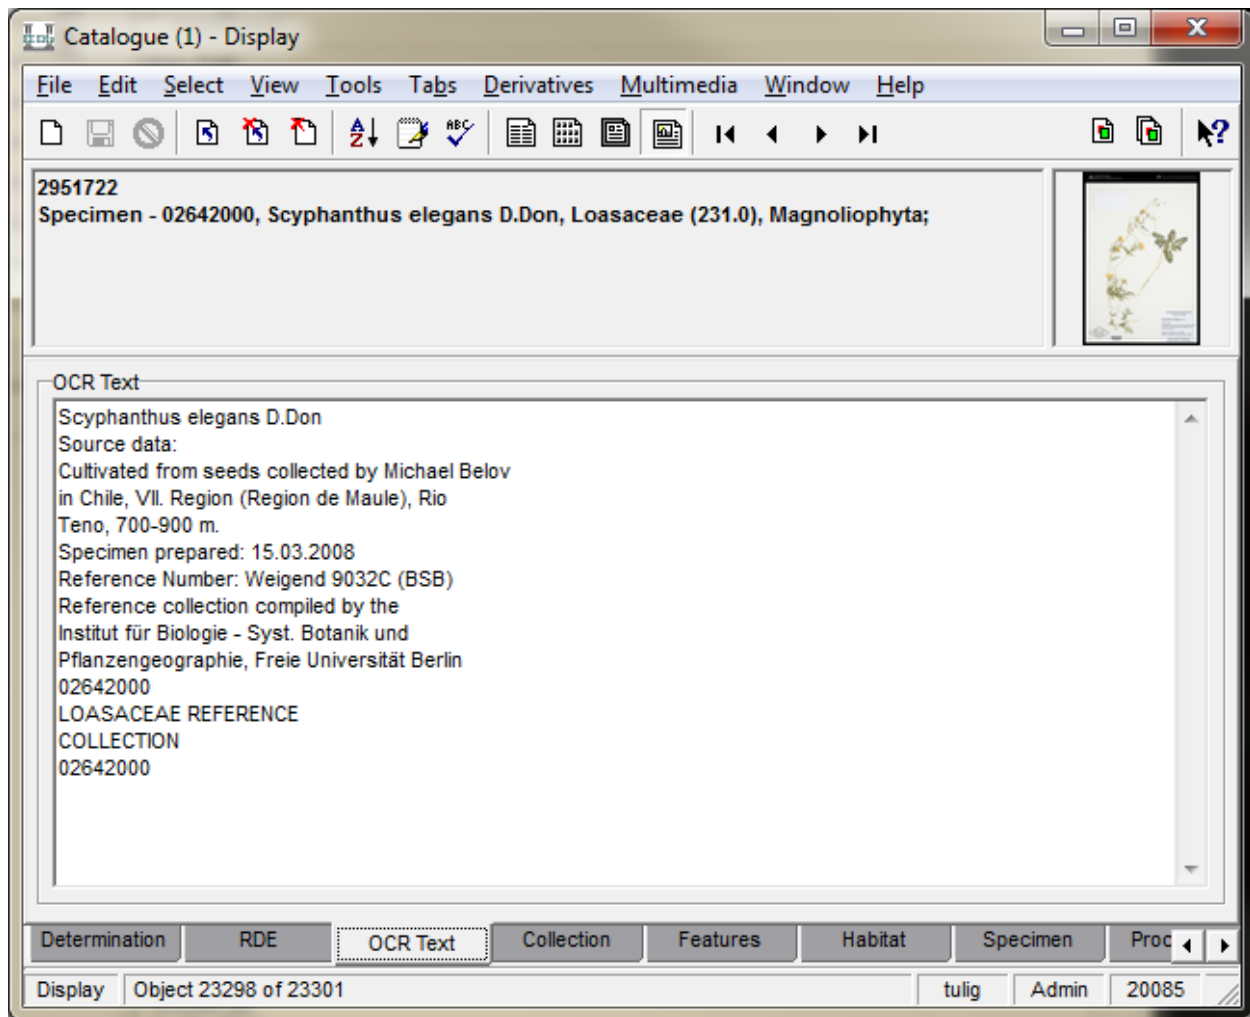 Catalogue (1) - Display
File Edit Select View Tools Tabs Derivatives Multimedia Window Help
2951722
Specimen - 02642000, Scyphanthus elegans D.Don, Loasaceae (231.0), Magnoliophyta;
OCR Text
Scyphanthus elegans D.Don
Source data:
Cultivated from seeds collected by Michael Belov
in Chile, VII. Region (Region de Maule), Rio
Teno, 700-900 m.
Specimen prepared: 15.03.2008
Reference Number: Weigend 9032C (BSB)
Reference collection compiled by the
Institut für Biologie - Syst. Botanik und
Pflanzengeographie, Freie Universität Berlin
02642000
LOASACEAE REFERENCE
COLLECTION
02642000
Determination RDE OCR Text Collection Features Habitat Specimen Proc
Display Object 23298 of 23301 tulig Admin 20085